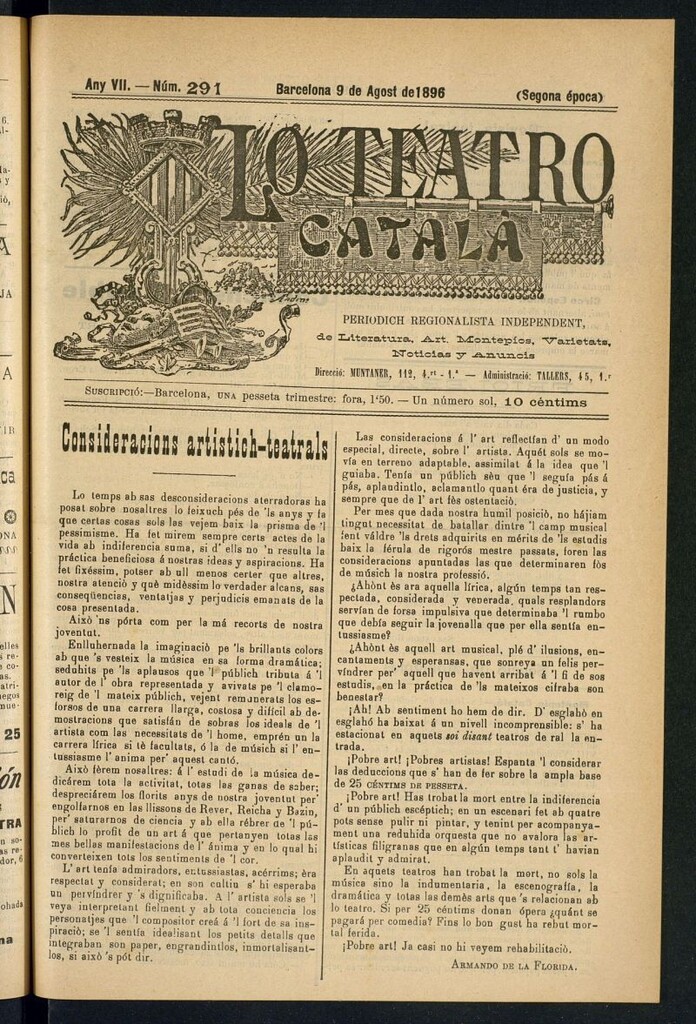 Any VII. — Núm. 291
Barcelona 9 de Agost de 1896
(Segona época)
LO TEATRO
CATALÀ
PERIODICH REGIONALISTA INDEPENDENT,
de Literatura, Art, Montepios, Varietats,
Noticias y Anuncis
Direcció: MUNTANER, 112, 4.rt - 1.ª — Administració: TALLERS, 45, 1.r
SUSCRIPCIÓ:—Barcelona, UNA pesseta trimestre: fora, 1'50. — Un número sol, 10 céntims
Consideracions artistich-teatrals
Lo temps ab sas desconsideracions aterradoras ha
posat sobre nosaltres lo feixuch pés de 'ls anys y fa
que certas cosas sols las vejem baix la prisma de 'l
pessimisme. Ha fet mirem sempre certs actes de la
vida ab indiferencia suma, si d' ells no 'n resulta la
práctica beneficiosa á nostras ideas y aspiracions. Ha
fet fixéssim, potser ab ull menos certer que altres,
nostra atenció y qué midéssim lo verdader alcans, sas
conseqüencias, ventatjas y perjudicis emanats de la
cosa presentada.
Aixó 'ns pórta com per la má recorts de nostra
joventut.
Enlluhernada la imaginació pe 'ls brillants colors
ab que 's vesteix la música en sa forma dramática;
seduhits pe 'ls aplausos que 'l públich tributa á 'l
autor de l' obra representada y avivats pe 'l clamo-
reig de 'l mateix públich, vejent remunerats los es-
forsos de una carrera llarga, costosa y dificil ab de-
mostracions que satisfán de sobras los ideals de 'l
artista com las necessitats de 'l home, emprén un la
carrera lírica si té facultats, ó la de músich si l' en-
tussiasme l' anima per aquest cantó.
Aixó férem nosaltres: á l' estudi de la música de-
dicárem tota la activitat, totas las ganas de saber;
despreciárem los florits anys de nostra joventut per
engolfarnos en las llissons de Rever, Reicha y Bazin,
per saturarnos de ciencia y ab ella rébrer de 'l pú-
blich lo profit de un art á que pertanyen totas las
mes bellas manifestacions de l' ánima y en lo qual hi
converteixen tots los sentiments de 'l cor.
L' art tenía admiradors, entussiastas, acérrims; éra
respectat y considerat; en son cultiu s' hi esperaba
un pervindrer y 's dignificaba. A l' artista sols se 'l
veya interpretant fielment y ab tota conciencia los
personatjes que 'l compositor creá á 'l fort de sa ins-
piració; se 'l sentía idealisant los petits detalls que
integraban son paper, engrandintlos, inmortalisant-
los, si aixó 's pót dir.
Las consideracions á l' art reflectían d' un modo
especial, directe, sobre l' artista. Aquét sols se mo-
vía en terreno adaptable, assimilat á la idea que 'l
guiaba. Tenía un públich séu que 'l seguía pás á
pás, aplaudintlo, aclamantlo quant éra de justicia, y
sempre que de l' art fés ostentació.
Per mes que dada nostra humil posició, no hájiam
tingut necessitat de batallar dintre 'l camp musical
fent váldre 'ls drets adquirits en mérits de 'ls estudis
baix la férula de rigorós mestre passats, foren las
consideracions apuntadas las que determinaren fós
de músich la nostra professió.
¿Ahónt és ara aquella lírica, algún temps tan res-
pectada, considerada y venerada, quals resplandors
servían de forsa impulsiva que determinaba 'l rumbo
que debía seguir la jovenalla que per ella sentía en-
tussiasme?
¿Ahónt és aquell art musical, plé d' ilusions, en-
cantaments y esperansas, que sonreya un felis per-
víndrer per' aquell que havent arribat á 'l fi de sos
estudis, en la práctica de 'ls mateixos cifraba son
benestar?
¡Ah! Ab sentiment ho hem de dir. D' esglahó en
esglahó ha baixat á un nivell incomprensible: s' ha
estacionat en aquets soi disant teatros de ral la en-
trada.
¡Pobre art! ¡Pobres artistas! Espanta 'l considerar
las deduccions que s' han de fer sobre la ampla base
de 25 CÉNTIMS DE PESSETA.
¡Pobre art! Has trobat la mort entre la indiferencia
d' un públich escéptich; en un escenari fet ab quatre
pots sense pulir ni pintar, y tenint per acompanya-
ment una reduhida orquesta que no avalora las ar-
tísticas filigranas que en algún temps tant t' havian
aplaudit y admirat.
En aquets teatros han trobat la mort, no sols la
música sino la indumentaria, la escenografía, la
dramática y totas las demés arts que 's relacionan ab
lo teatro. Si per 25 céntims donan ópera ¿quánt se
pagará per comedia? Fins lo bon gust ha rebut mor-
tal ferida.
¡Pobre art! Ja casi no hi veyem rehabilitació.
ARMANDO DE LA FLORIDA.